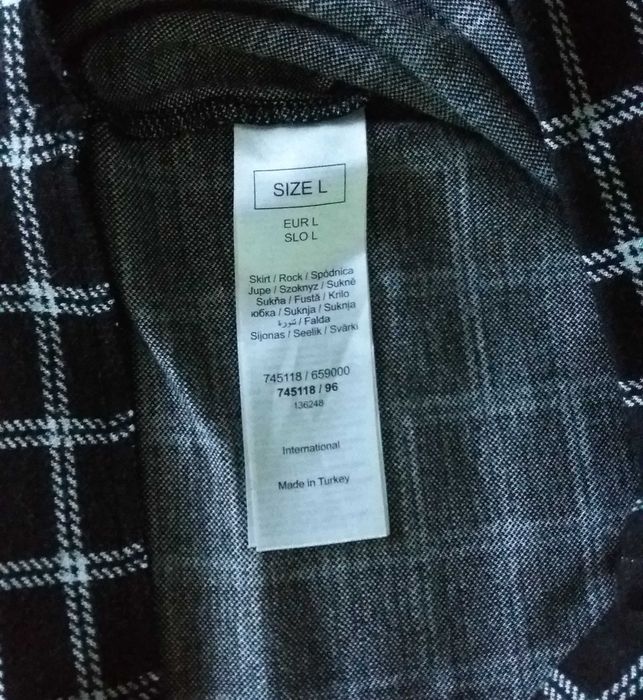 SIZE L
EUR L
SLO L
Skirt / Rock / Spódnica
Jupe / Szoknyz / Sukně
Sukňa / Fustă / Krilo
юбка / Suknja / Suknja
شورة / Falda
Sijonas / Seelik / Svārki
745118 / 659000
745118 / 96
136248
International
Made in Turkey